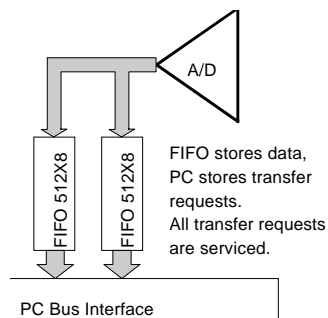 A/D
FIFO 512X8
FIFO 512X8
FIFO stores data,
PC stores transfer
requests.
All transfer requests
are serviced.
PC Bus Interface